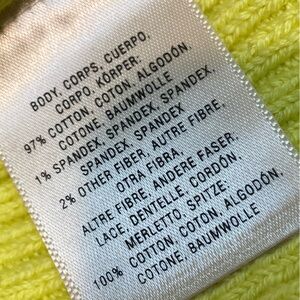 BODY, CORPS, CUERPO,
CORPO, KÖRPER:
97% COTTON, COTON, ALGODÓN,
COTONE, BAUMWOLLE
1% SPANDEX, SPANDEX, SPANDEX,
SPANDEX, SPANDEX
2% OTHER FIBER, AUTRE FIBRE,
OTRA FIBRA,
ALTRE FIBRE, ANDERE FASER.
LACE, DENTELLE, CORDÓN,
MERLETTO, SPITZE:
100% COTTON, COTON, ALGODÓN,
COTONE, BAUMWOLLE